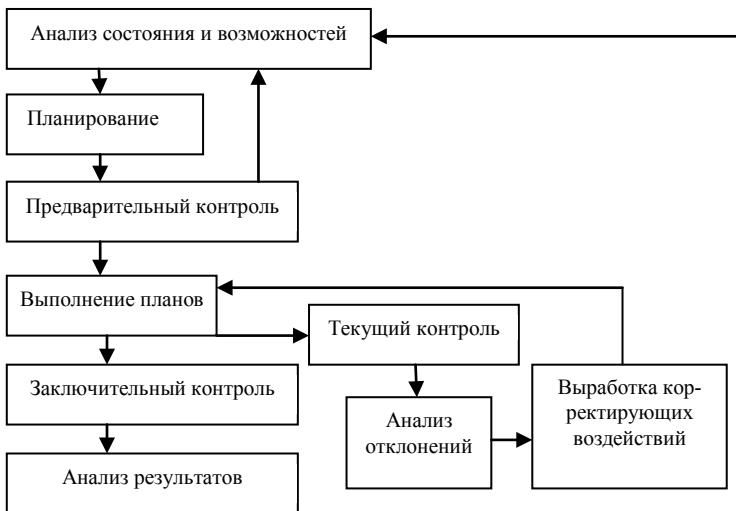 Анализ состояния и возможностей
Планирование
Предварительный контроль
Выполнение планов
Текущий контроль
Заключительный контроль
Анализ
отклонений
Выработка кор-
ректирующих
воздействий
Анализ результатов